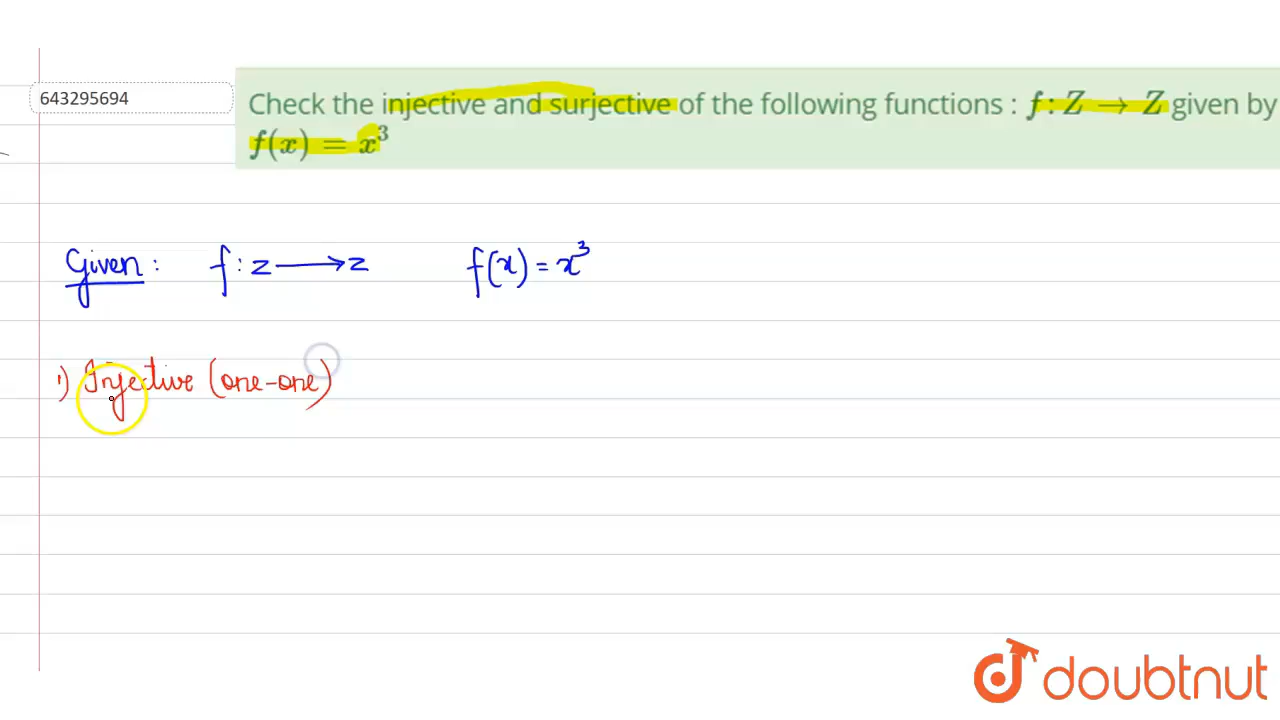 643295694
Check the injective and surjective of the following functions : f : Z → Z given by
f(x) = x³
Given : f : z ⟶ z f(x) = x³
1) Injective (one-one)
doubtnut